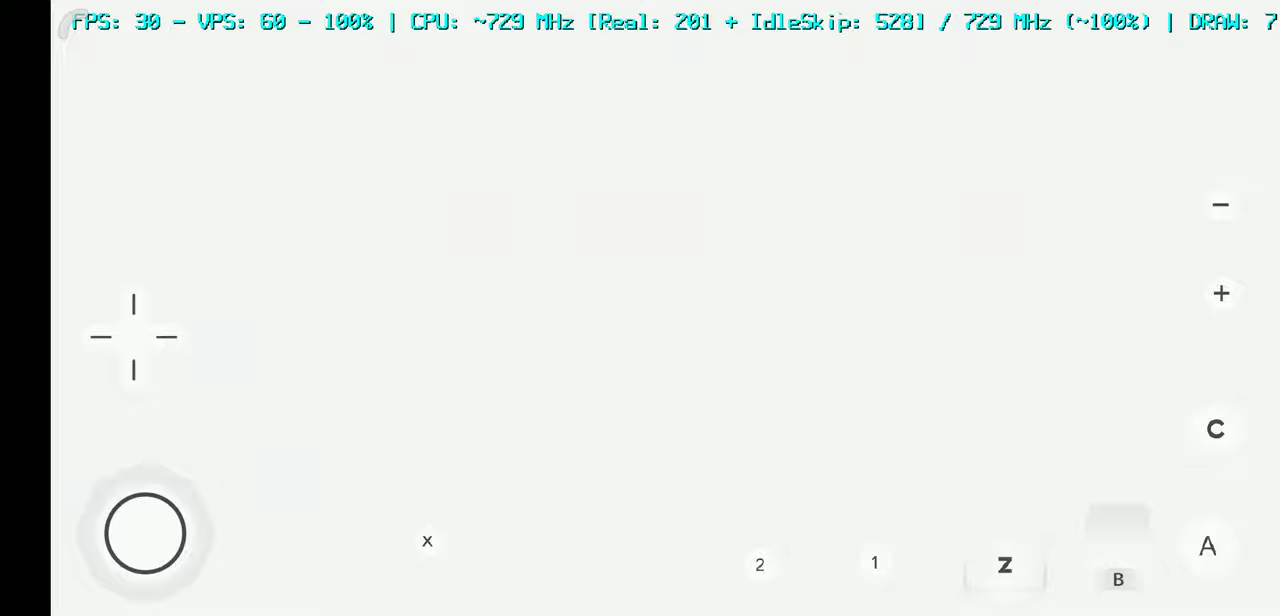 FPS: 30 - VPS: 60 - 100% | CPU: ~729 MHz [Real: 201 + IdleSkip: 528] / 729 MHz (~100%) | DRAW: 7
−
+
C
x
2
1
Z
B
A